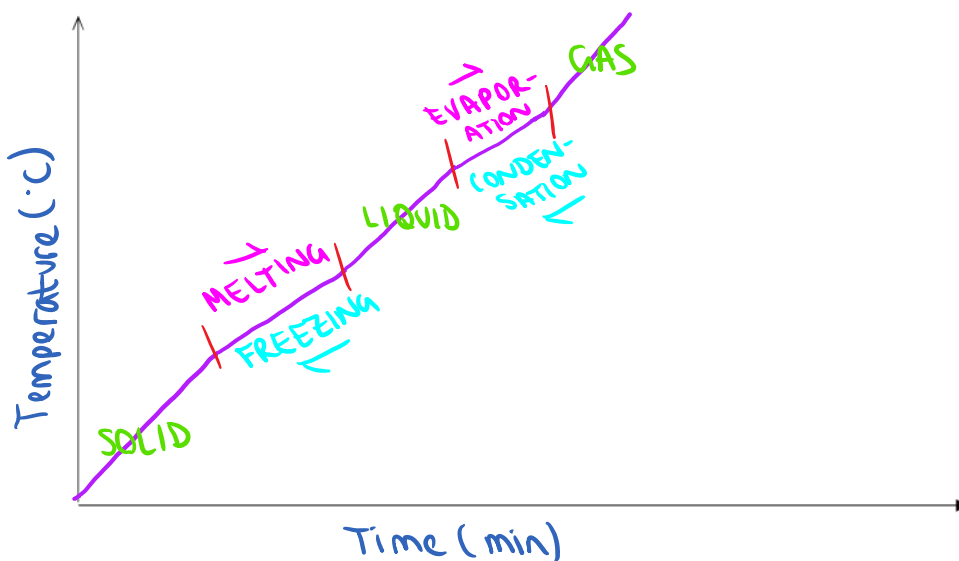 GAS
EVAPOR-
ATION
CONDEN-
SATION
LIQUID
MELTING
FREEZING
SOLID
Temperature (°C)
Time (min)